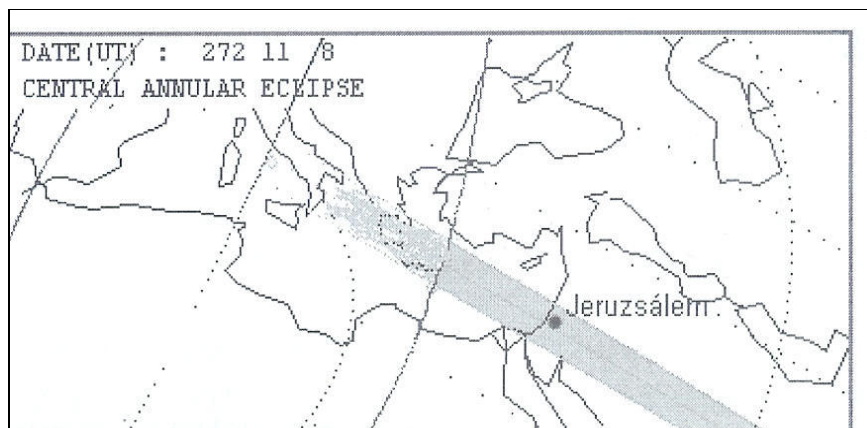 DATE(UT) : 272 11 8
CENTRAL ANNULAR ECLIPSE
Jeruzsálem